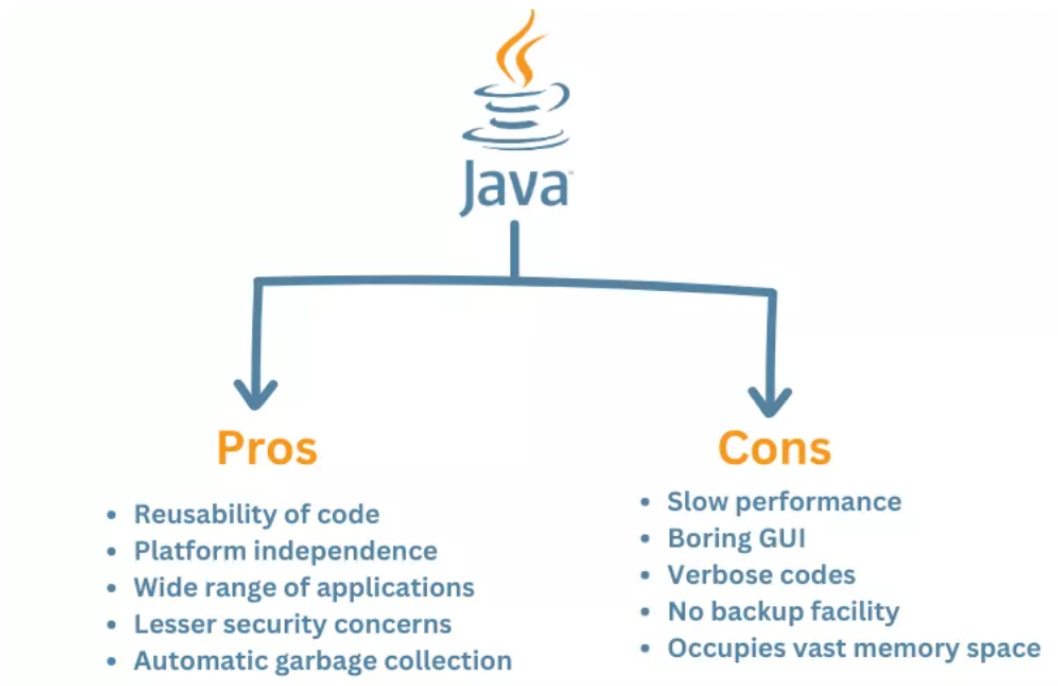 Java™
Pros
• Reusability of code
• Platform independence
• Wide range of applications
• Lesser security concerns
• Automatic garbage collection
Cons
• Slow performance
• Boring GUI
• Verbose codes
• No backup facility
• Occupies vast memory space